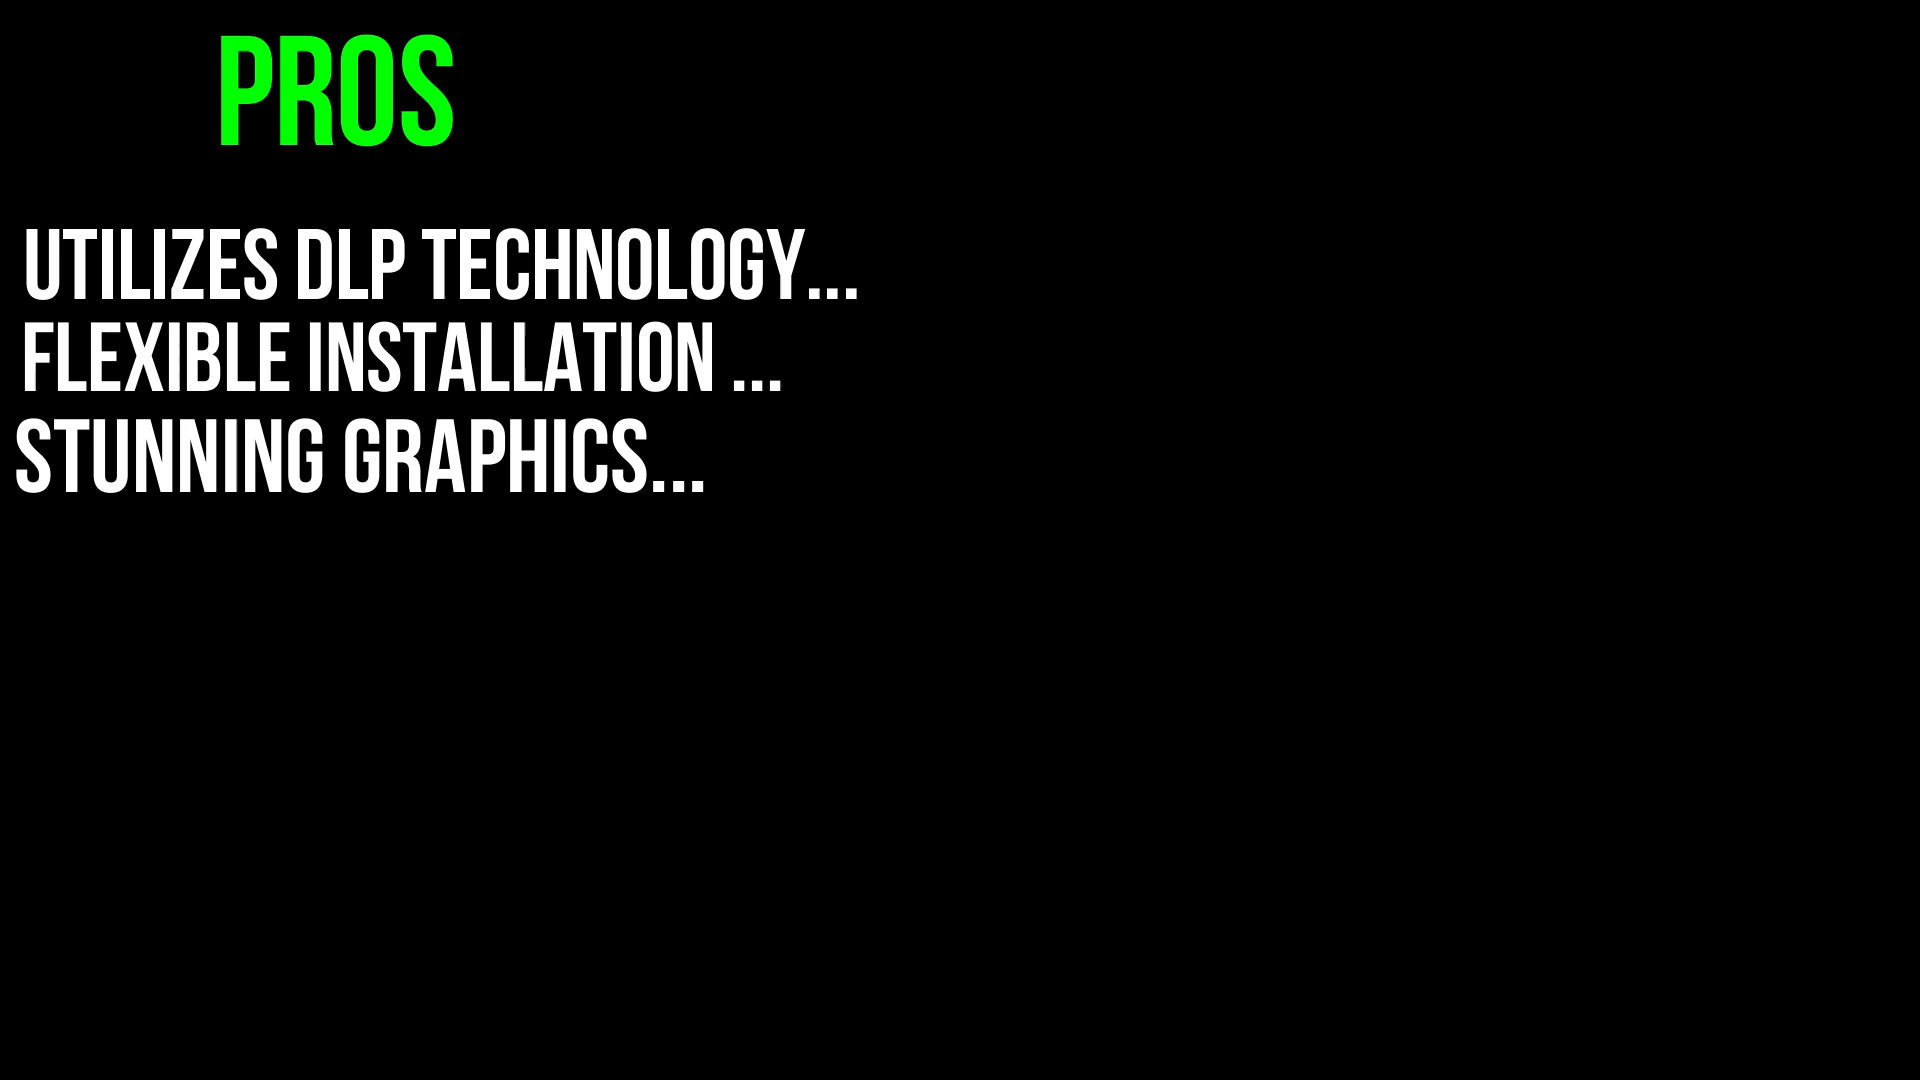 PROS
UTILIZES DLP TECHNOLOGY...
FLEXIBLE INSTALLATION ...
STUNNING GRAPHICS...